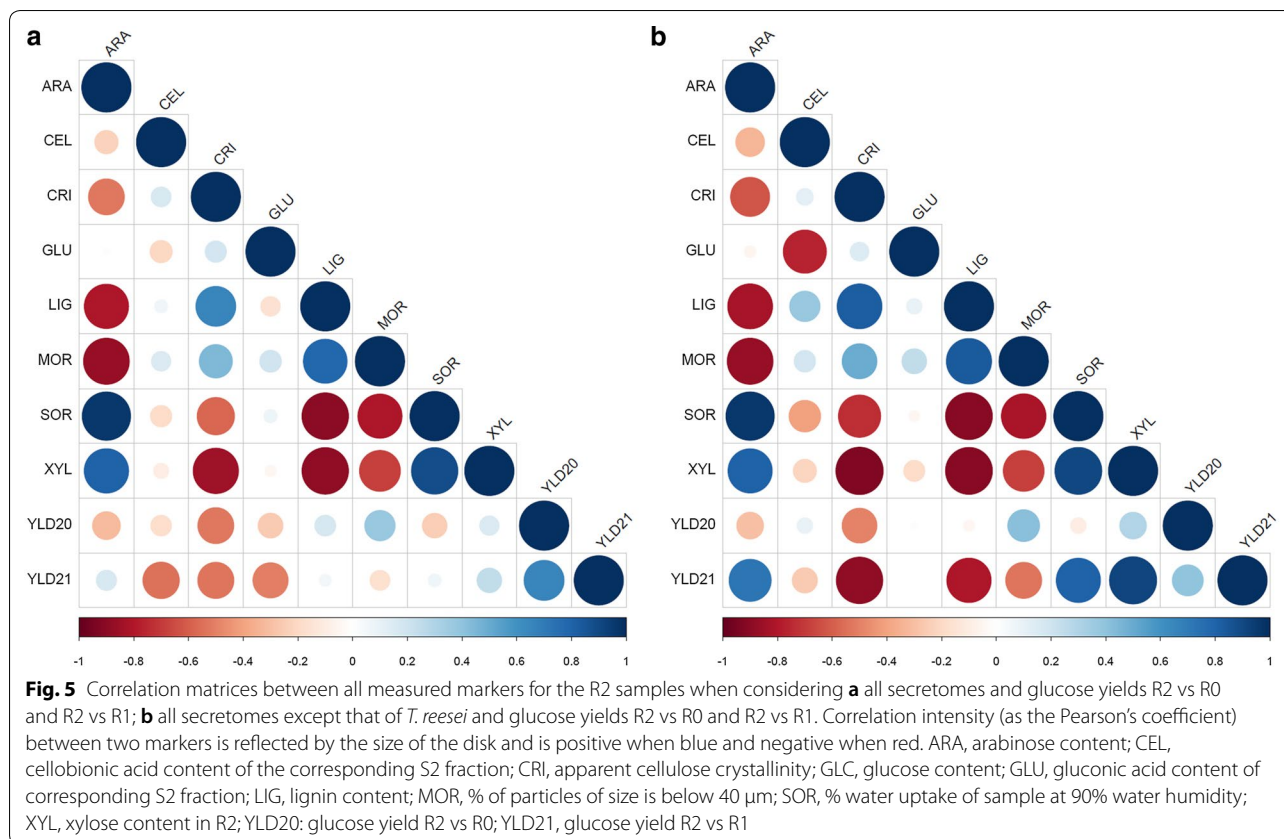 a
ARA
CEL
CRI
GLU
LIG
MOR
SOR
XYL
YLD20
YLD21
ARA
CEL
CRI
GLU
LIG
MOR
SOR
XYL
YLD20
YLD21
-1 -0.8 -0.6 -0.4 -0.2 0 0.2 0.4 0.6 0.8 1
b
ARA
CEL
CRI
GLU
LIG
MOR
SOR
XYL
YLD20
YLD21
ARA
CEL
CRI
GLU
LIG
MOR
SOR
XYL
YLD20
YLD21
-1 -0.8 -0.6 -0.4 -0.2 0 0.2 0.4 0.6 0.8 1
Fig. 5 Correlation matrices between all measured markers for the R2 samples when considering a all secretomes and glucose yields R2 vs R0
and R2 vs R1; b all secretomes except that of T. reesei and glucose yields R2 vs R0 and R2 vs R1. Correlation intensity (as the Pearson's coefficient)
between two markers is reflected by the size of the disk and is positive when blue and negative when red. ARA, arabinose content; CEL,
cellobionic acid content of the corresponding S2 fraction; CRI, apparent cellulose crystallinity; GLC, glucose content; GLU, gluconic acid content of
corresponding S2 fraction; LIG, lignin content; MOR, % of particles of size is below 40 μm; SOR, % water uptake of sample at 90% water humidity;
XYL, xylose content in R2; YLD20: glucose yield R2 vs R0; YLD21, glucose yield R2 vs R1